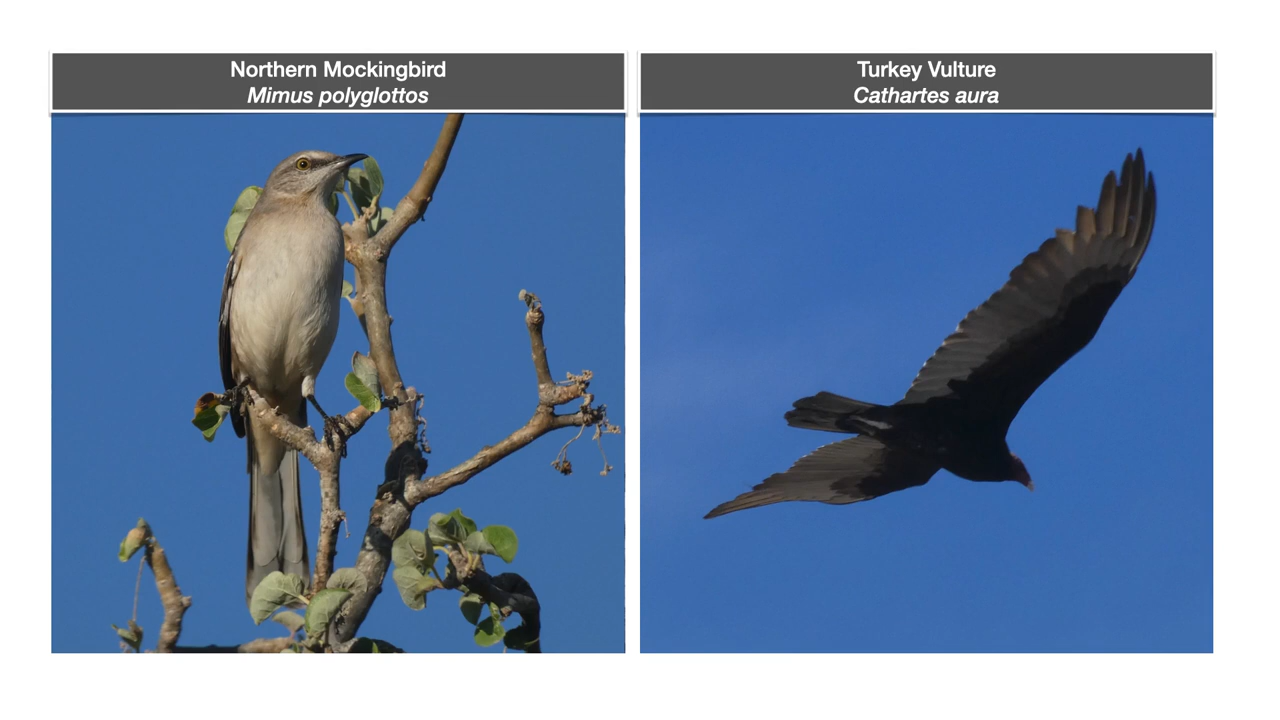 Northern Mockingbird
Mimus polyglottos
Turkey Vulture
Cathartes aura